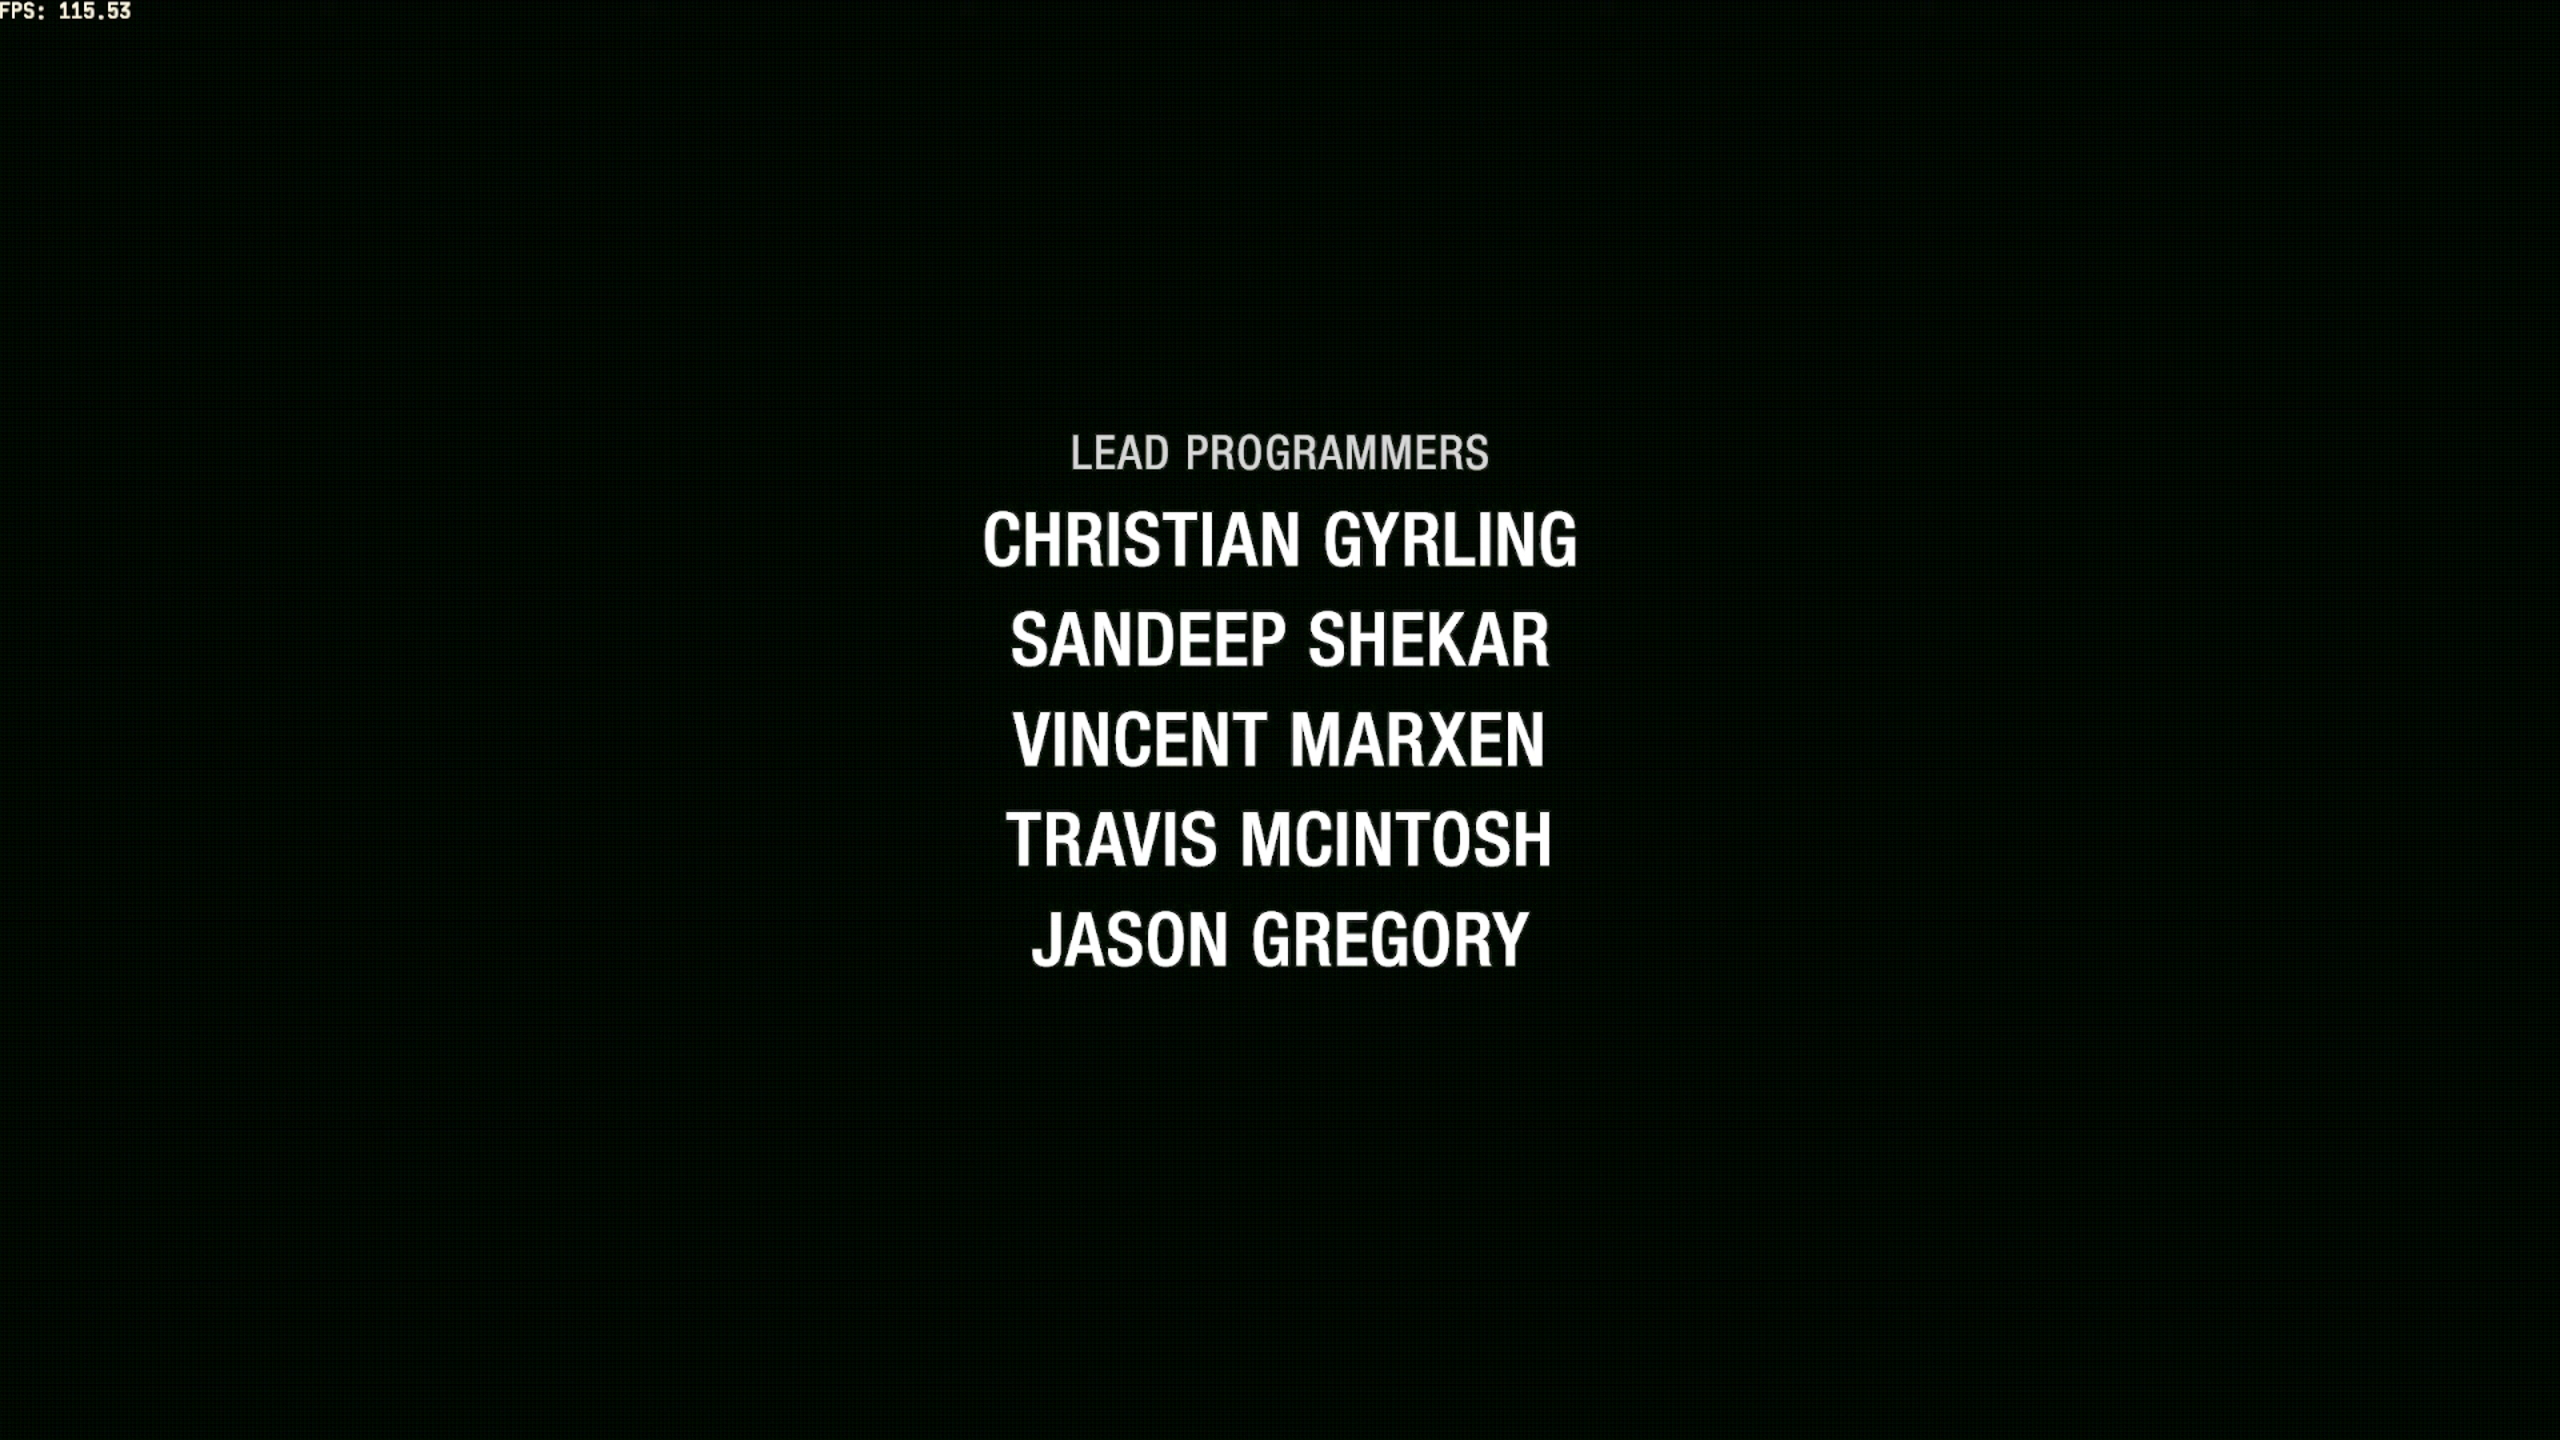 FPS: 115.53
LEAD PROGRAMMERS
CHRISTIAN GYRLING
SANDEEP SHEKAR
VINCENT MARXEN
TRAVIS MCINTOSH
JASON GREGORY